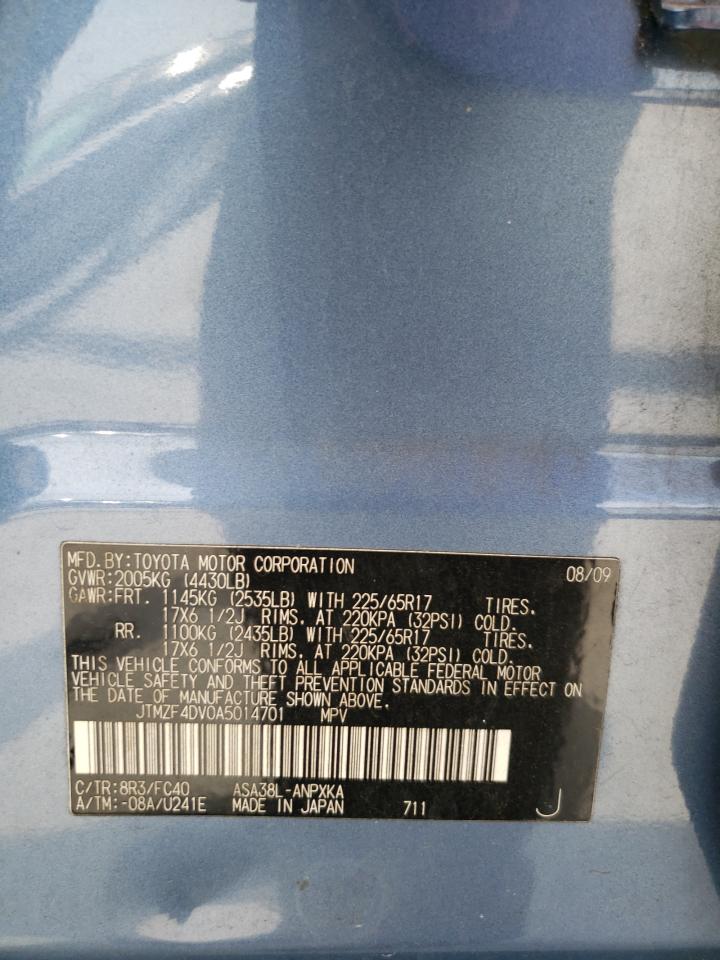 MFD.BY:TOYOTA MOTOR CORPORATION 08/09
GVWR:2005KG (4430LB)
GAWR:FRT. 1145KG (2535LB) WITH 225/65R17 TIRES.
17X6 1/2J RIMS. AT 220KPA (32PSI) COLD.
RR. 1100KG (2435LB) WITH 225/65R17 TIRES.
17X6 1/2J RIMS. AT 220KPA (32PSI) COLD.
THIS VEHICLE CONFORMS TO ALL APPLICABLE FEDERAL MOTOR
VEHICLE SAFETY AND THEFT PREVENTION STANDARDS IN EFFECT ON
THE DATE OF MANUFACTURE SHOWN ABOVE.
JTMZF4DV0A5014701 MPV
C/TR:8R3/FC40 ASA38L-ANPXKA
A/TM:-08A/U241E MADE IN JAPAN 711 J